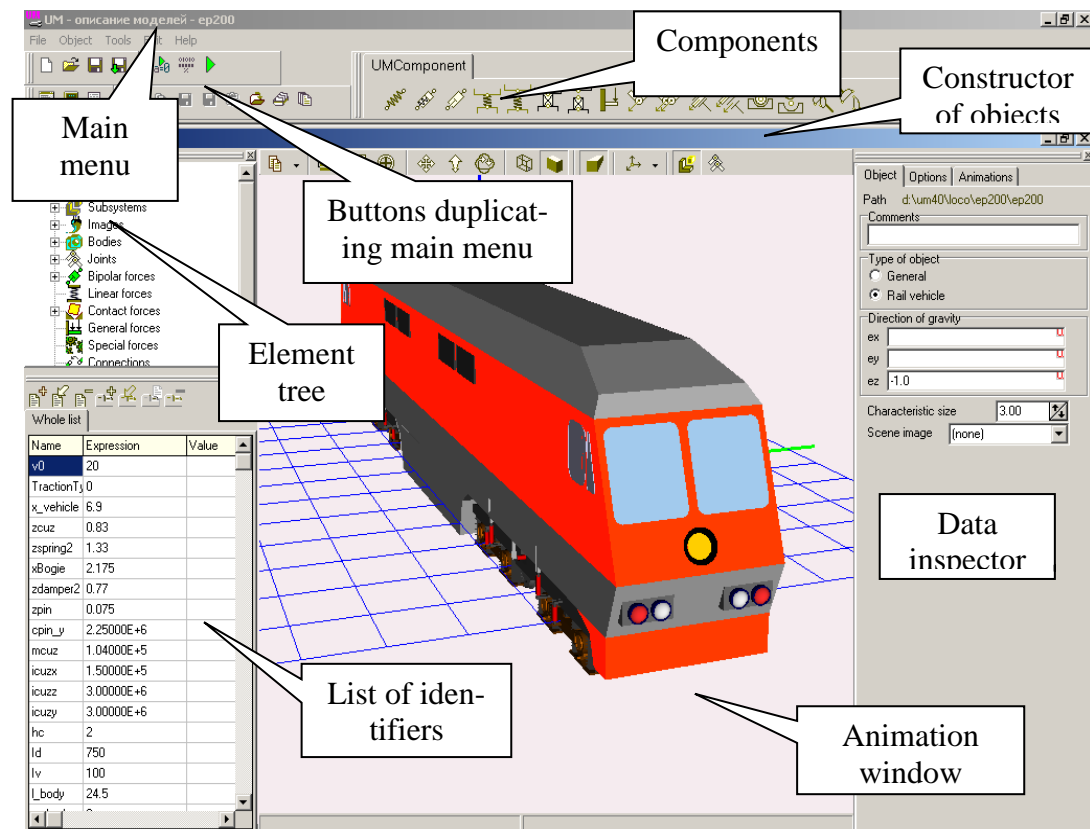 UM - описание моделей - ep200
File Object Tools Edit Help
UMComponent
Main
menu
Components
Constructor
of objects
Buttons duplicat-
ing main menu
Element
tree
Subsystems
Images
Bodies
Joints
Bipolar forces
Linear forces
Contact forces
General forces
Special forces
Connections
Object Options Animations
Path d:\um40\loco\ep200\ep200
Comments
Type of object
General
Rail vehicle
Direction of gravity
ex
ey
ez -1.0
Characteristic size 3.00
Scene image (none)
Data
inspector
Whole list
Name Expression Value
v0 20
TractionTy 0
x_vehicle 6.9
zcuz 0.83
zspring2 1.33
xBogie 2.175
zdamper2 0.77
zpin 0.075
cpin_y 2.25000E+6
mcuz 1.04000E+5
icuzx 1.50000E+5
icuzz 3.00000E+6
icuzy 3.00000E+6
hc 2
ld 750
lv 100
l_body 24.5
List of iden-
tifiers
Animation
window